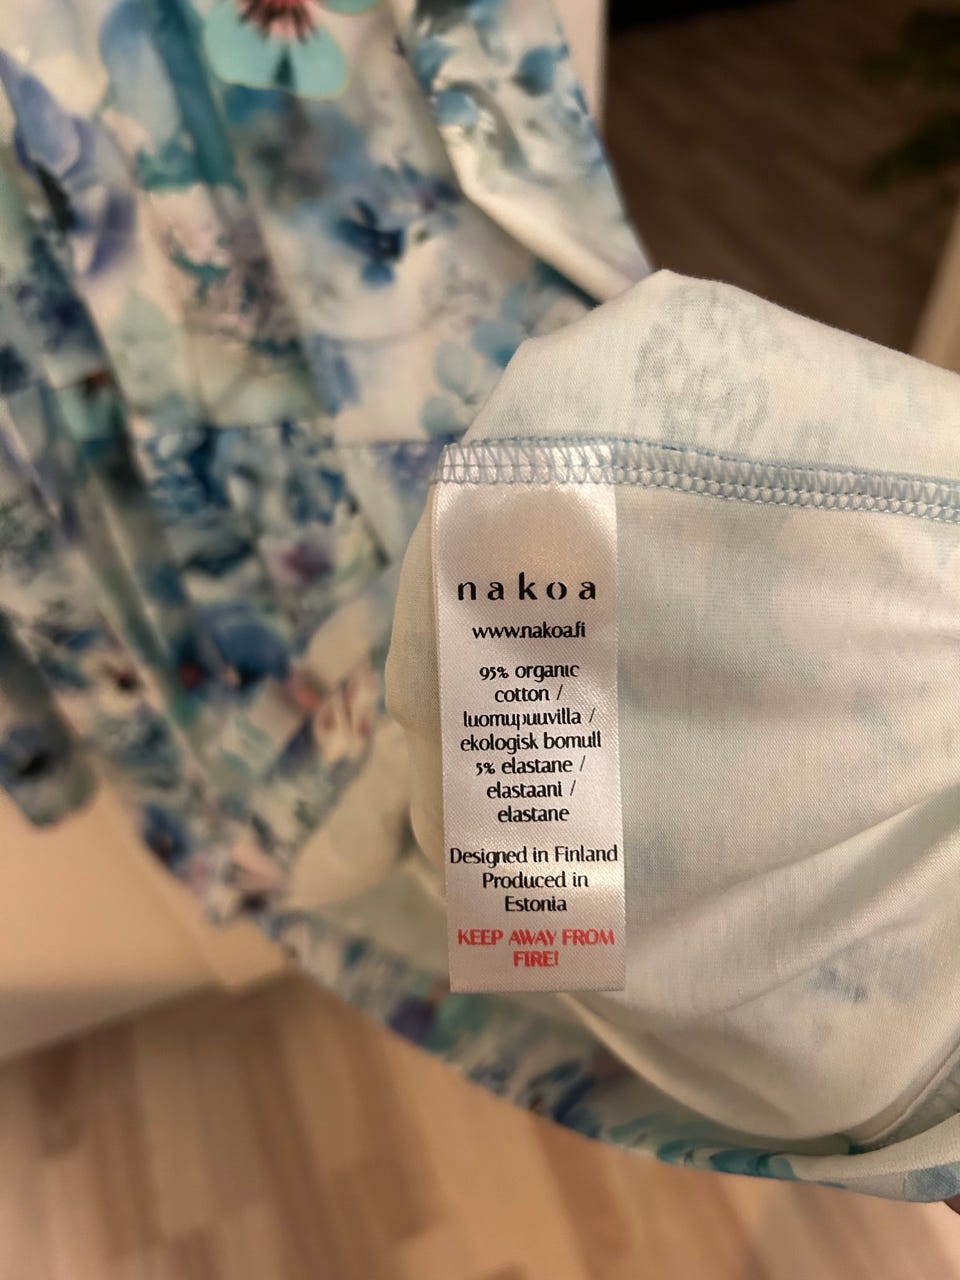 nakoa
www.nakoa.fi
95% organic
cotton /
luomupuuvilla /
ekologisk bomull
5% elastane /
elastaani /
elastane
Designed in Finland
Produced in
Estonia
KEEP AWAY FROM
FIRE!